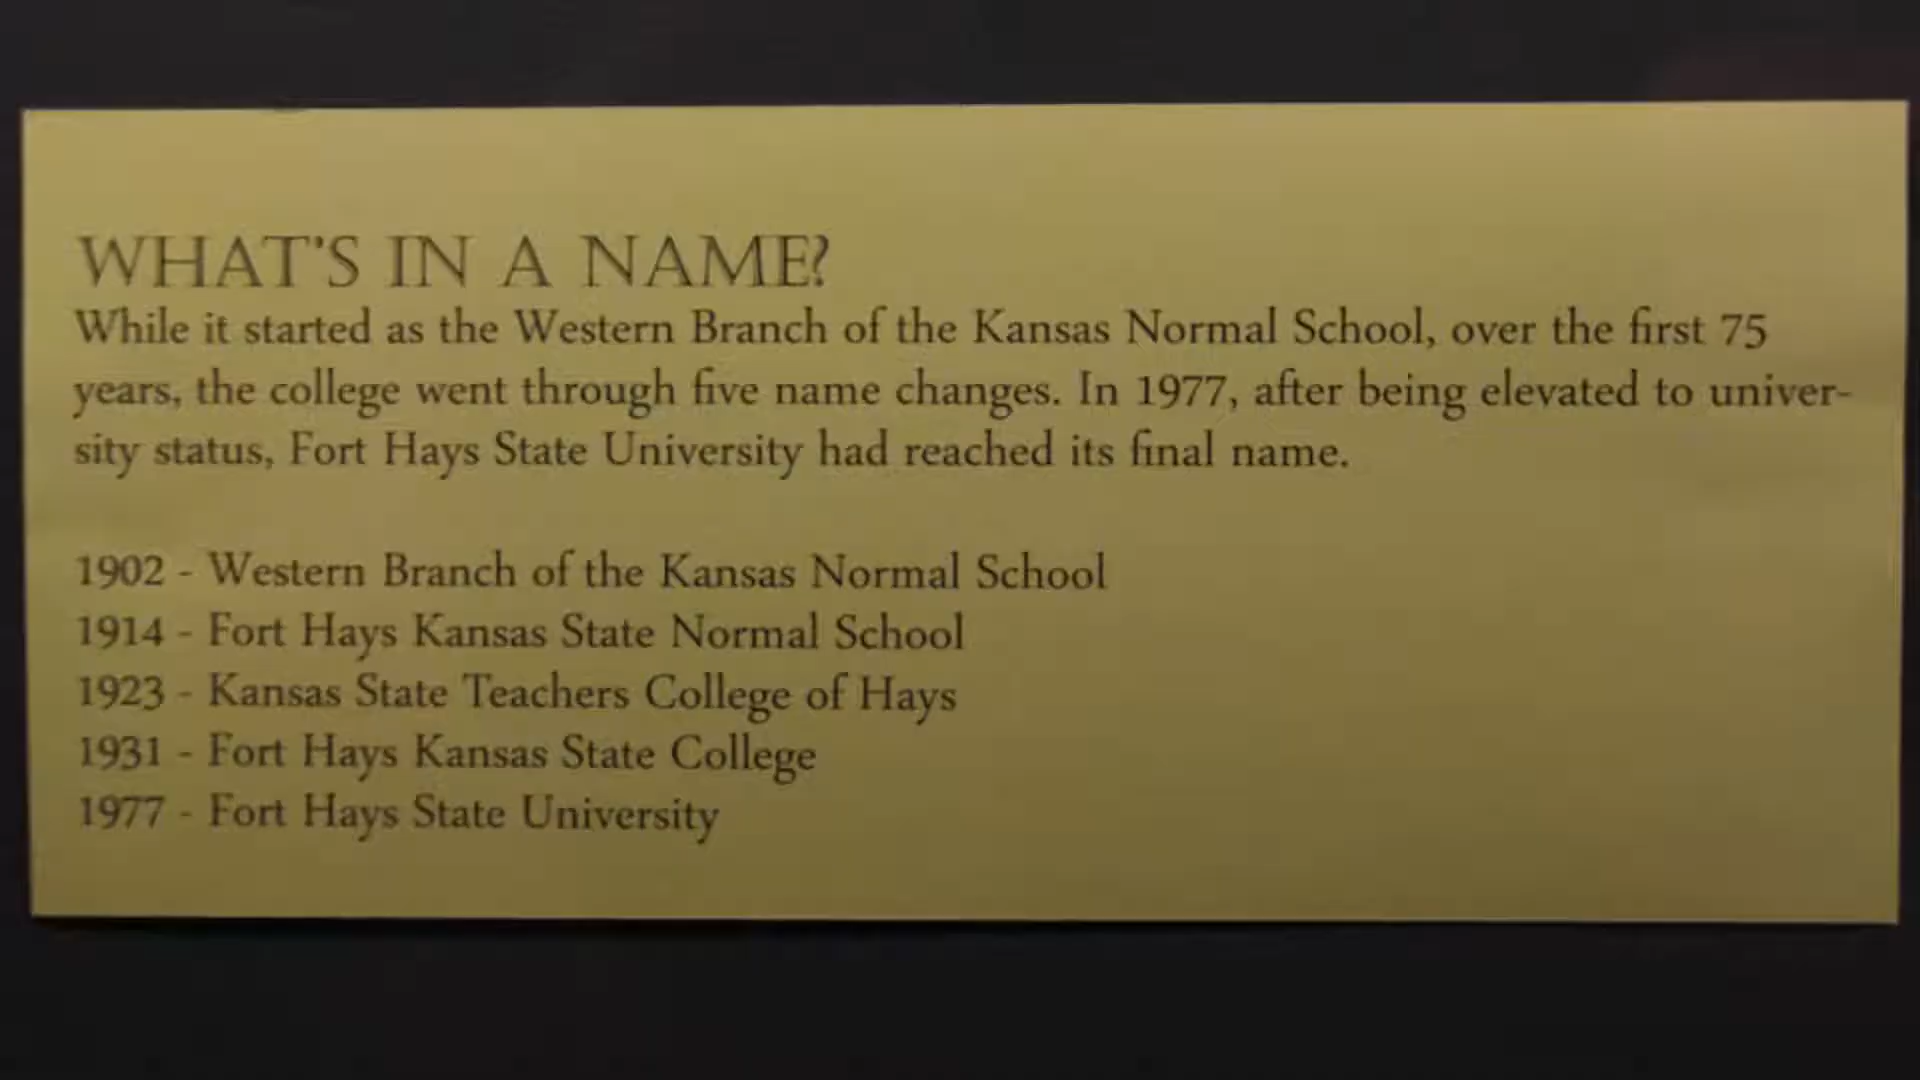 WHAT'S IN A NAME?
While it started as the Western Branch of the Kansas Normal School, over the first 75
years, the college went through five name changes. In 1977, after being elevated to univer-
sity status, Fort Hays State University had reached its final name.
1902 - Western Branch of the Kansas Normal School
1914 - Fort Hays Kansas State Normal School
1923 - Kansas State Teachers College of Hays
1931 - Fort Hays Kansas State College
1977 - Fort Hays State University